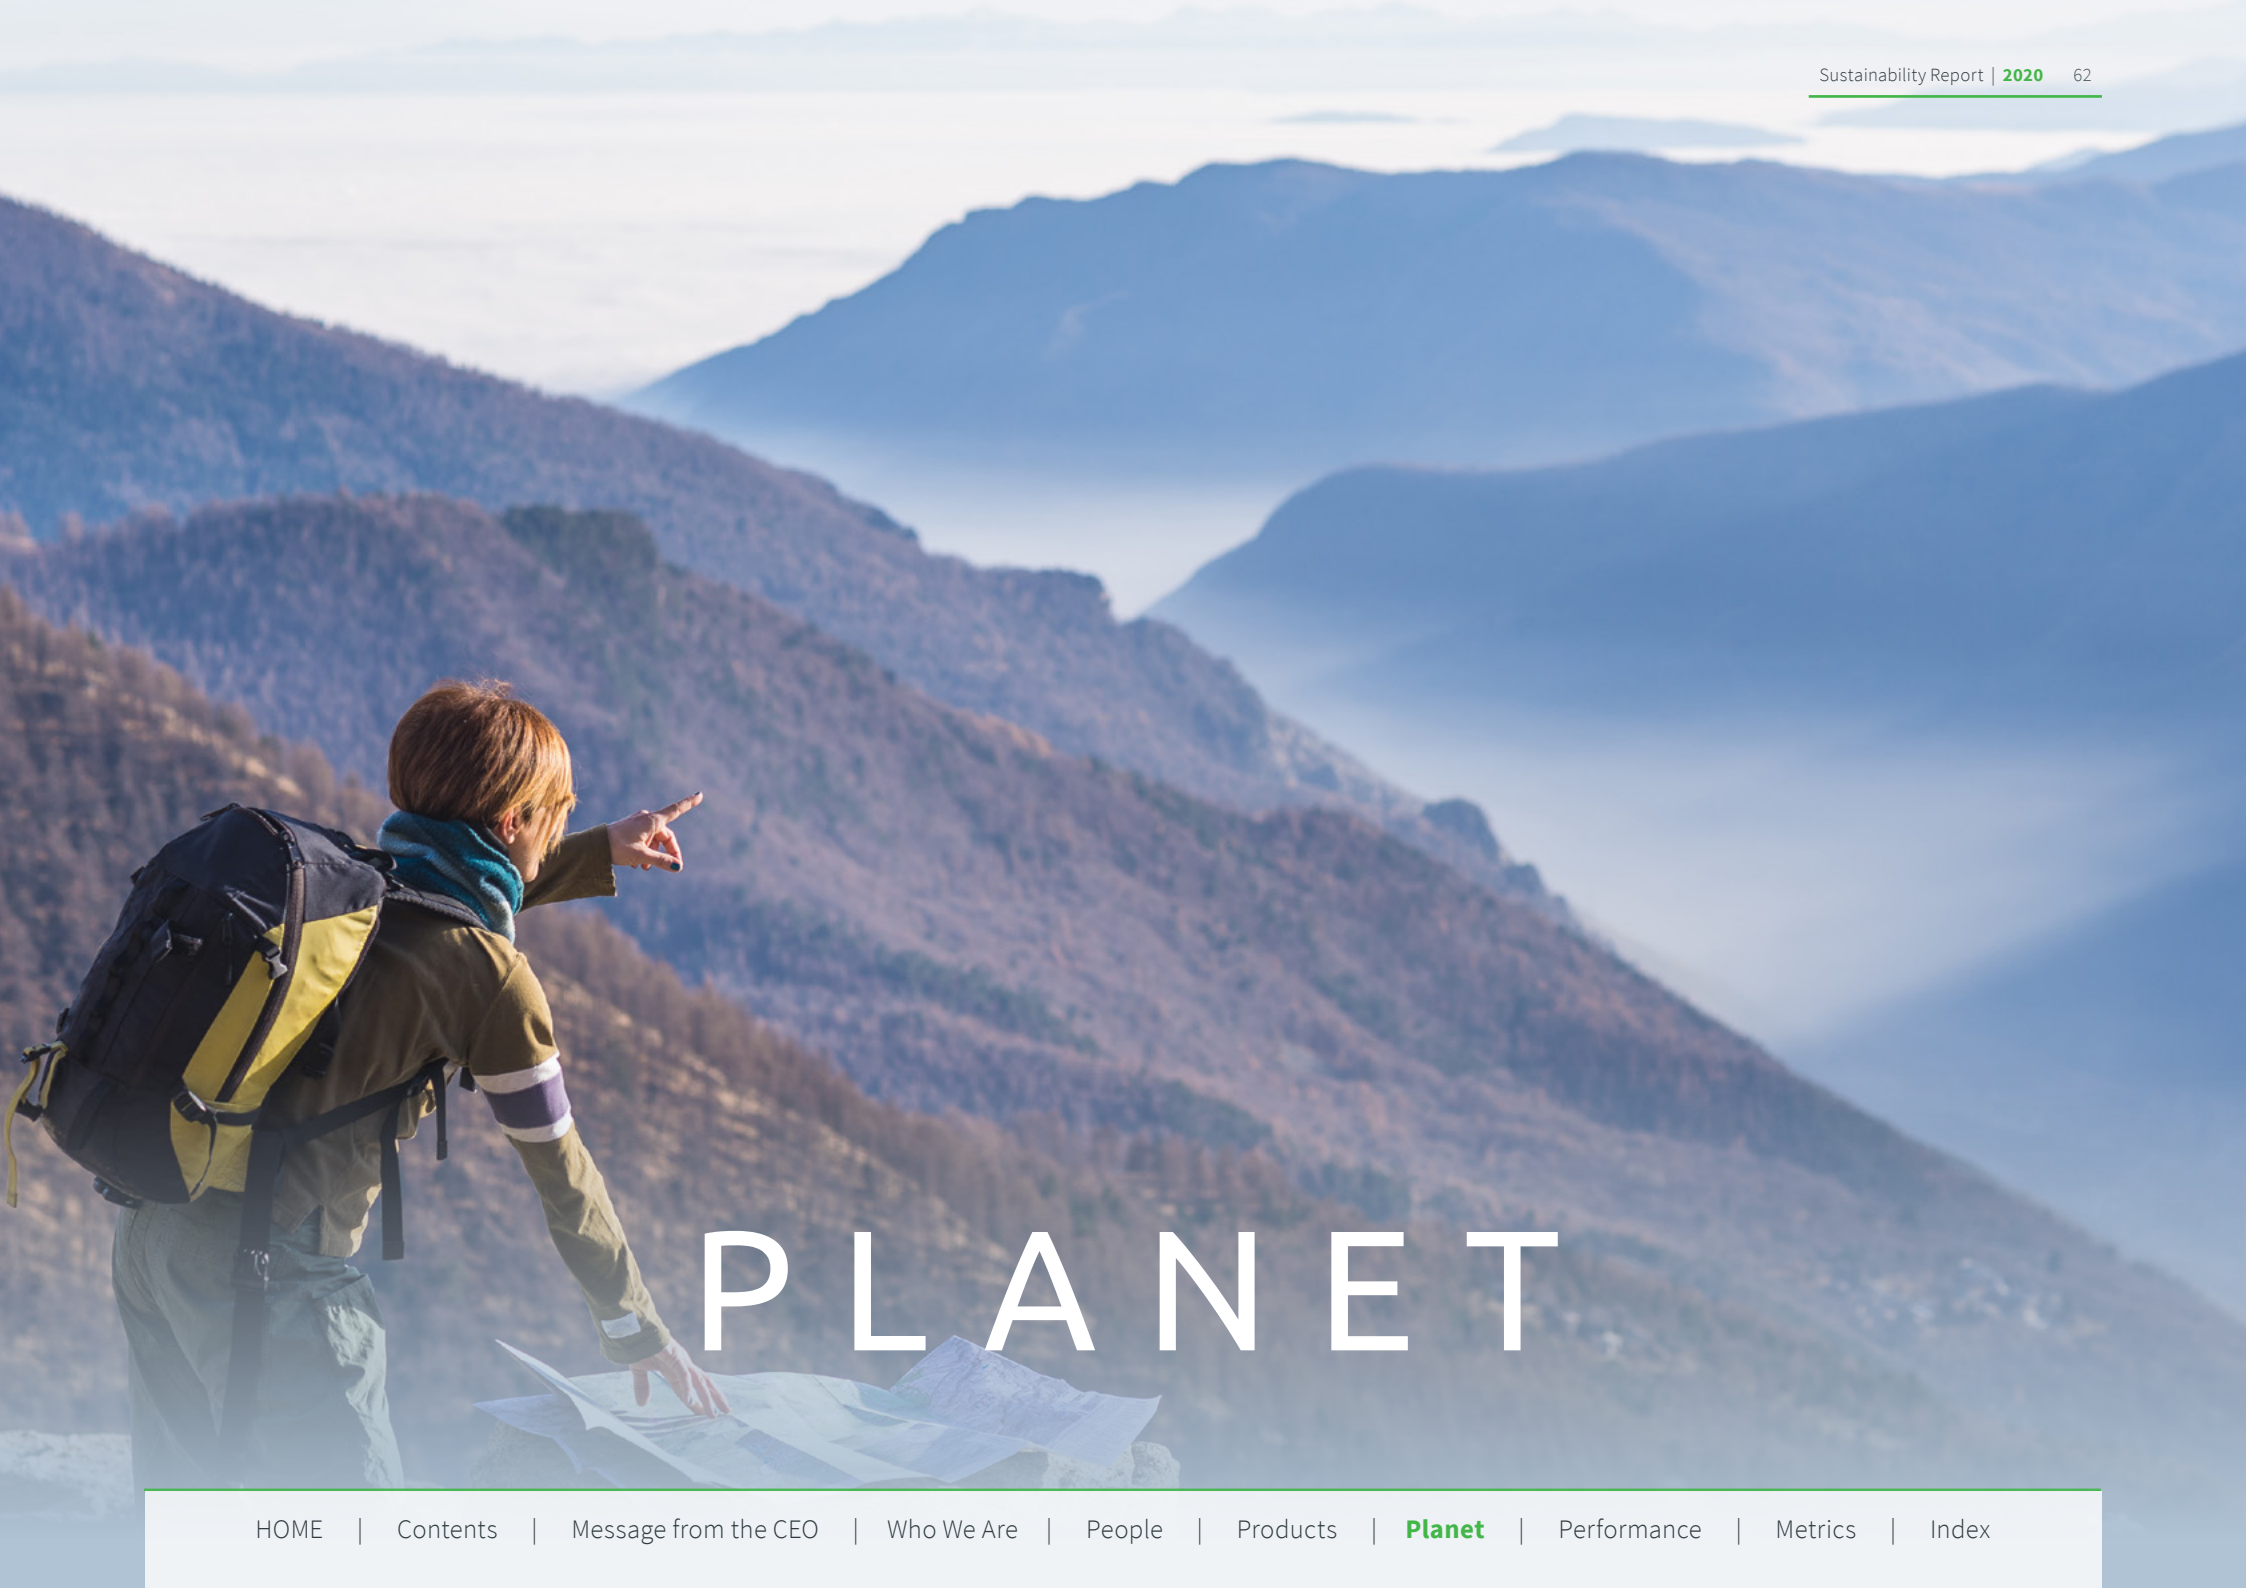 Sustainability Report | 2020 62
PLANET
HOME | Contents | Message from the CEO | Who We Are | People | Products | Planet | Performance | Metrics | Index